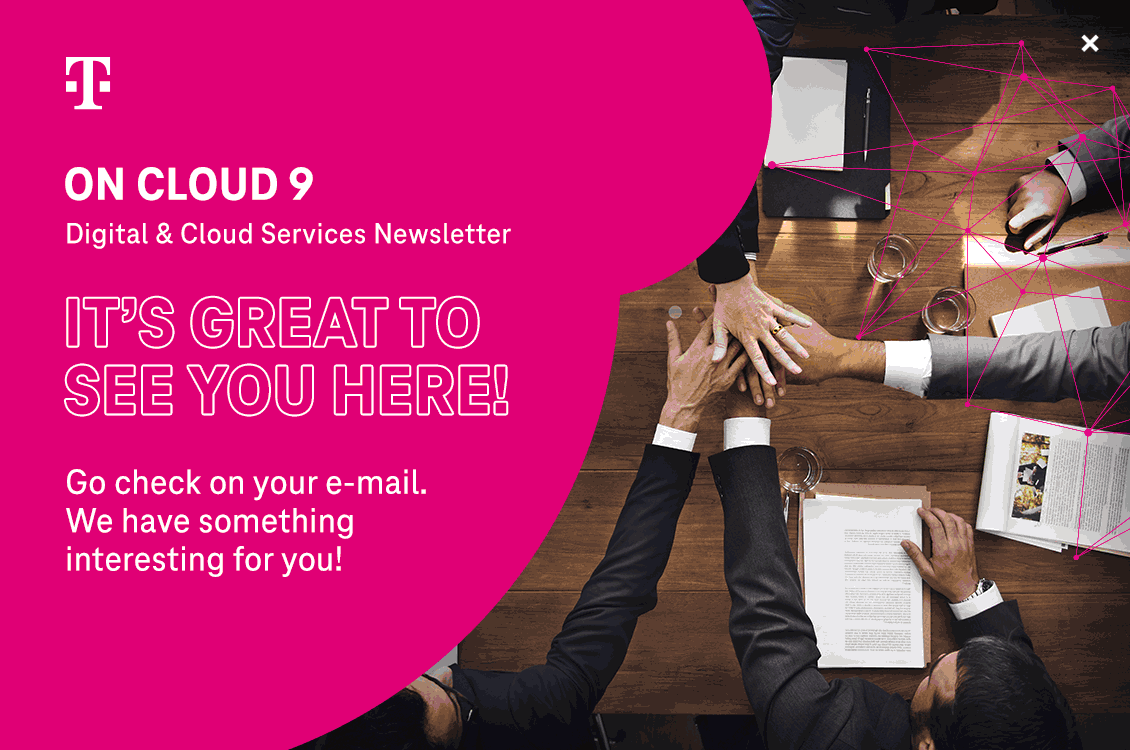 T
ON CLOUD 9
Digital & Cloud Services Newsletter
IT’S GREAT TO
SEE YOU HERE!
Go check on your e-mail.
We have something
interesting for you!